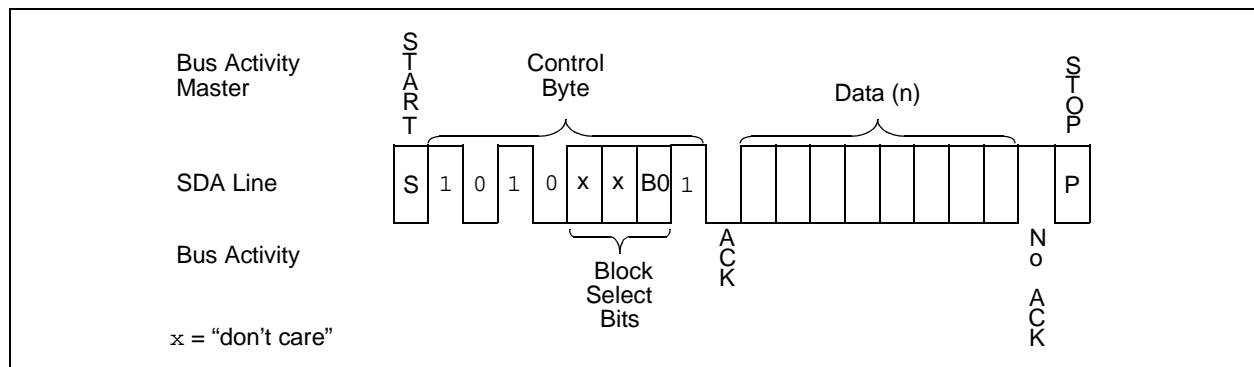 Bus Activity
Master
START
Control
Byte
Data (n)
STOP
SDA Line
S 1 0 1 0 x x B0 1 P
Bus Activity
Block
Select
Bits
ACK
No ACK
x = “don’t care”